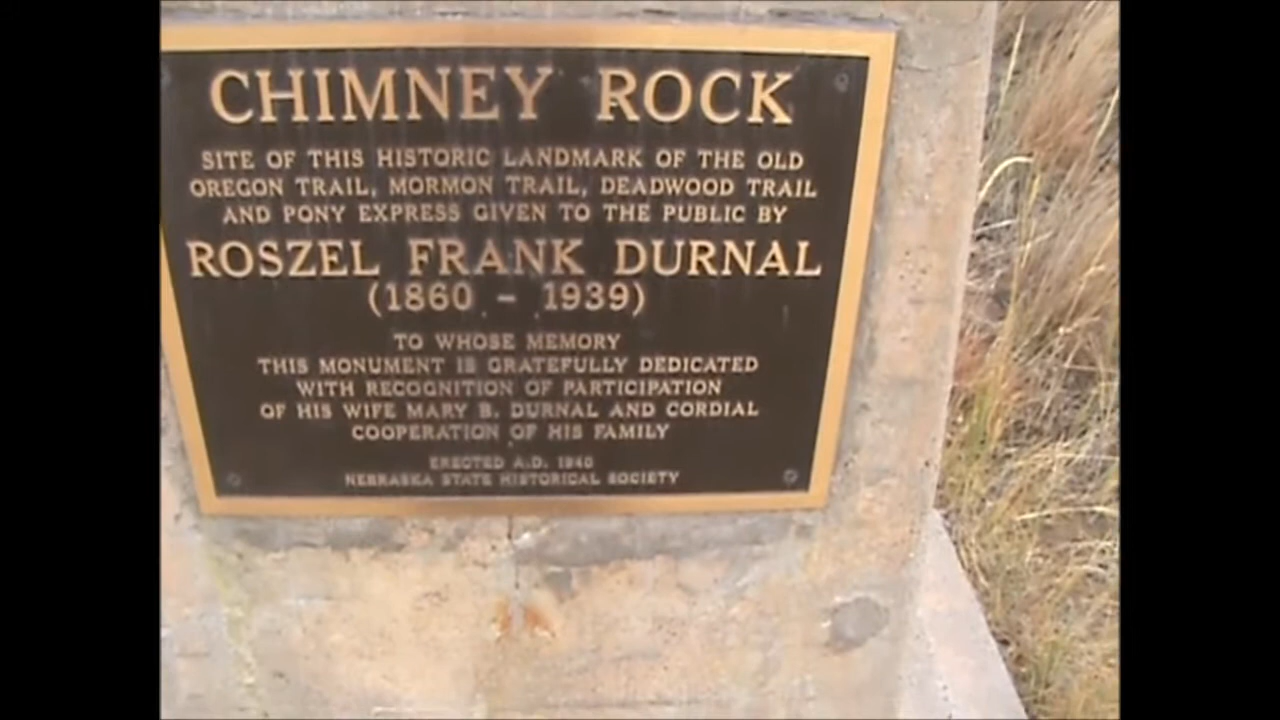 CHIMNEY ROCK
SITE OF THIS HISTORIC LANDMARK OF THE OLD
OREGON TRAIL, MORMON TRAIL, DEADWOOD TRAIL
AND PONY EXPRESS GIVEN TO THE PUBLIC BY
ROSZEL FRANK DURNAL
(1860 - 1939)
TO WHOSE MEMORY
THIS MONUMENT IS GRATEFULLY DEDICATED
WITH RECOGNITION OF PARTICIPATION
OF HIS WIFE MARY B. DURNAL AND CORDIAL
COOPERATION OF HIS FAMILY
ERECTED A.D. 1940
NEBRASKA STATE HISTORICAL SOCIETY